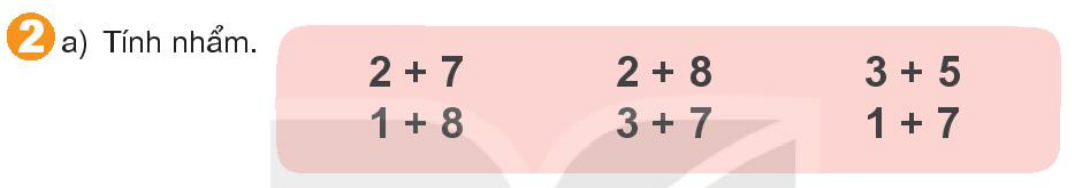 2 a) Tính nhẩm.
2 + 7 2 + 8 3 + 5
1 + 8 3 + 7 1 + 7